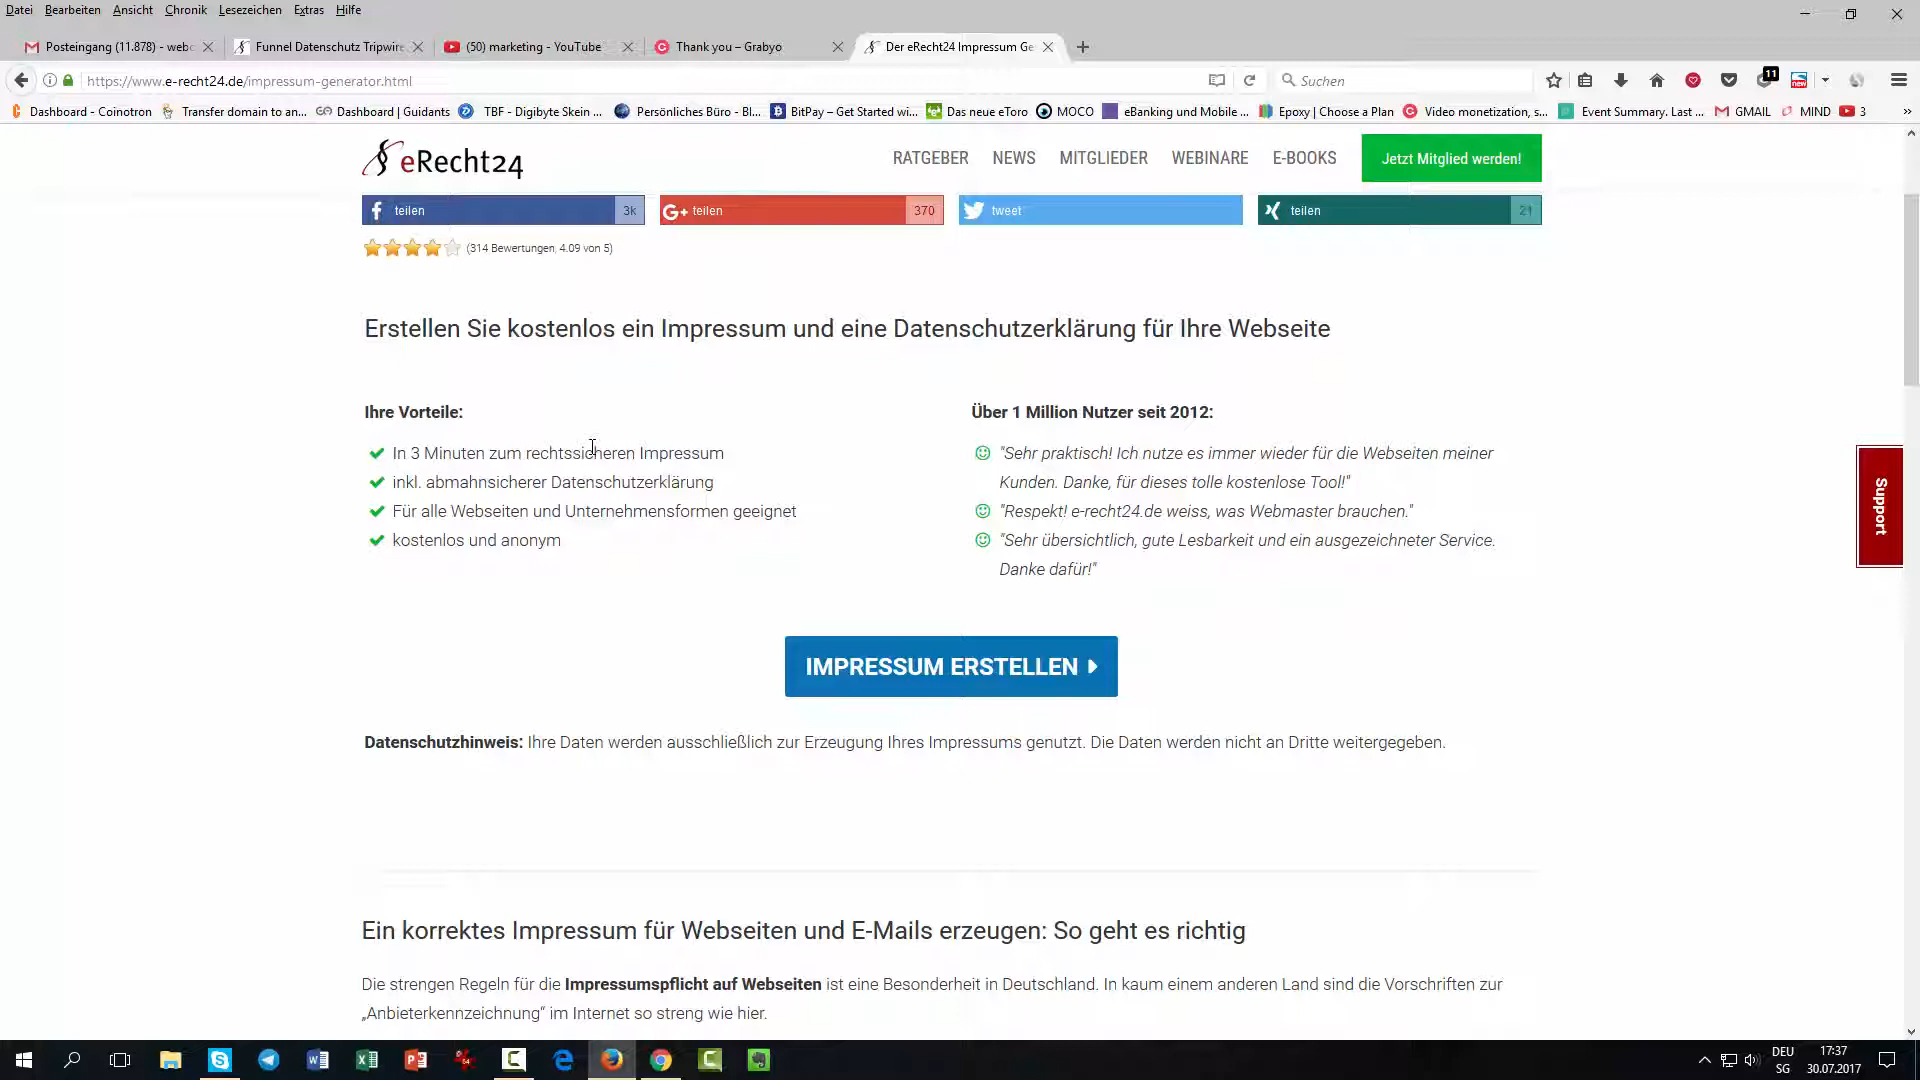 Datei Bearbeiten Ansicht Chronik Lesezeichen Extras Hilfe
Posteingang (11.878) - webc
Funnel Datenschutz Tripwire
(50) marketing - YouTube
Thank you – Grabyo
Der eRecht24 Impressum Ge
https://www.e-recht24.de/impressum-generator.html
Suchen
11
new
Dashboard - Coinotron
Transfer domain to an...
Dashboard | Guidants
TBF - Digibyte Skein ...
Persönliches Büro - Bl...
BitPay – Get Started wi...
Das neue eToro
MOCO
eBanking und Mobile ...
Epoxy | Choose a Plan
Video monetization, s...
Event Summary. Last ...
GMAIL
MIND
3
eRecht24
RATGEBER NEWS MITGLIEDER WEBINARE E-BOOKS
Jetzt Mitglied werden!
teilen 3k
G+ teilen 370
tweet
teilen 21
(314 Bewertungen, 4.09 von 5)
Erstellen Sie kostenlos ein Impressum und eine Datenschutzerklärung für Ihre Webseite
Ihre Vorteile:
In 3 Minuten zum rechtssicheren Impressum
inkl. abmahnsicherer Datenschutzerklärung
Für alle Webseiten und Unternehmensformen geeignet
kostenlos und anonym
Über 1 Million Nutzer seit 2012:
"Sehr praktisch! Ich nutze es immer wieder für die Webseiten meiner
Kunden. Danke, für dieses tolle kostenlose Tool!"
"Respekt! e-recht24.de weiss, was Webmaster brauchen."
"Sehr übersichtlich, gute Lesbarkeit und ein ausgezeichneter Service.
Danke dafür!"
Support
IMPRESSUM ERSTELLEN
Datenschutzhinweis: Ihre Daten werden ausschließlich zur Erzeugung Ihres Impressums genutzt. Die Daten werden nicht an Dritte weitergegeben.
Ein korrektes Impressum für Webseiten und E-Mails erzeugen: So geht es richtig
Die strengen Regeln für die Impressumspflicht auf Webseiten ist eine Besonderheit in Deutschland. In kaum einem anderen Land sind die Vorschriften zur
„Anbieterkennzeichnung“ im Internet so streng wie hier.
DEU
SG
17:37
30.07.2017